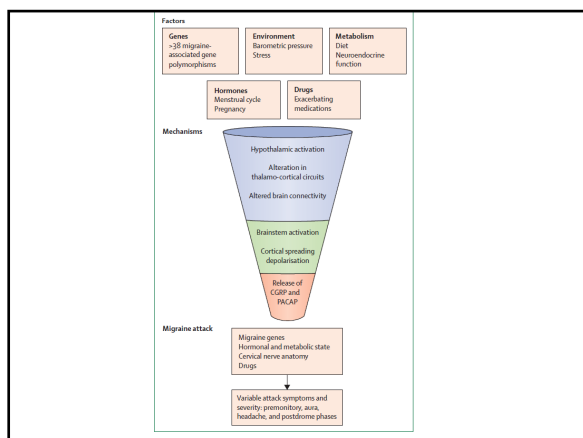 Factors
Genes
>38 migraine-
associated gene
polymorphisms
Environment
Barometric pressure
Stress
Metabolism
Diet
Neuroendocrine
function
Hormones
Menstrual cycle
Pregnancy
Drugs
Exacerbating
medications
Mechanisms
Hypothalamic activation
Alteration in
thalamo-cortical circuits
Altered brain connectivity
Brainstem activation
Cortical spreading
depolarisation
Release of
CGRP and
PACAP
Migraine attack
Migraine genes
Hormonal and metabolic state
Cervical nerve anatomy
Drugs
Variable attack symptoms and
severity: premonitory, aura,
headache, and postdrome phases